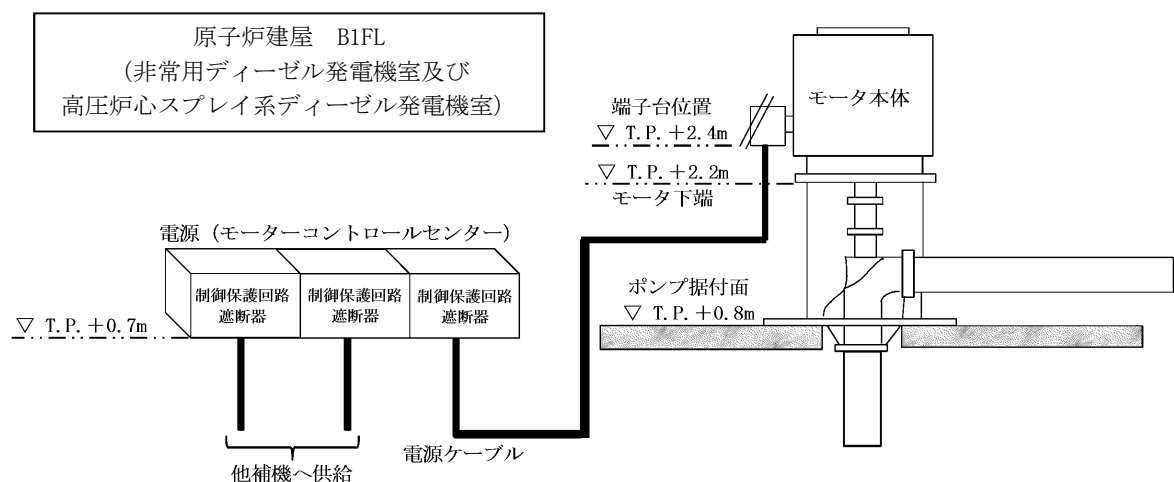 原子炉建屋　B1FL
（非常用ディーゼル発電機室及び
高圧炉心スプレイ系ディーゼル発電機室）
端子台位置
▽ T.P.+2.4m
▽ T.P.+2.2m
モータ下端
モータ本体
電源（モーターコントロールセンター）
制御保護回路
遮断器
制御保護回路
遮断器
制御保護回路
遮断器
▽ T.P.+0.7m
ポンプ据付面
▽ T.P.+0.8m
電源ケーブル
他補機へ供給